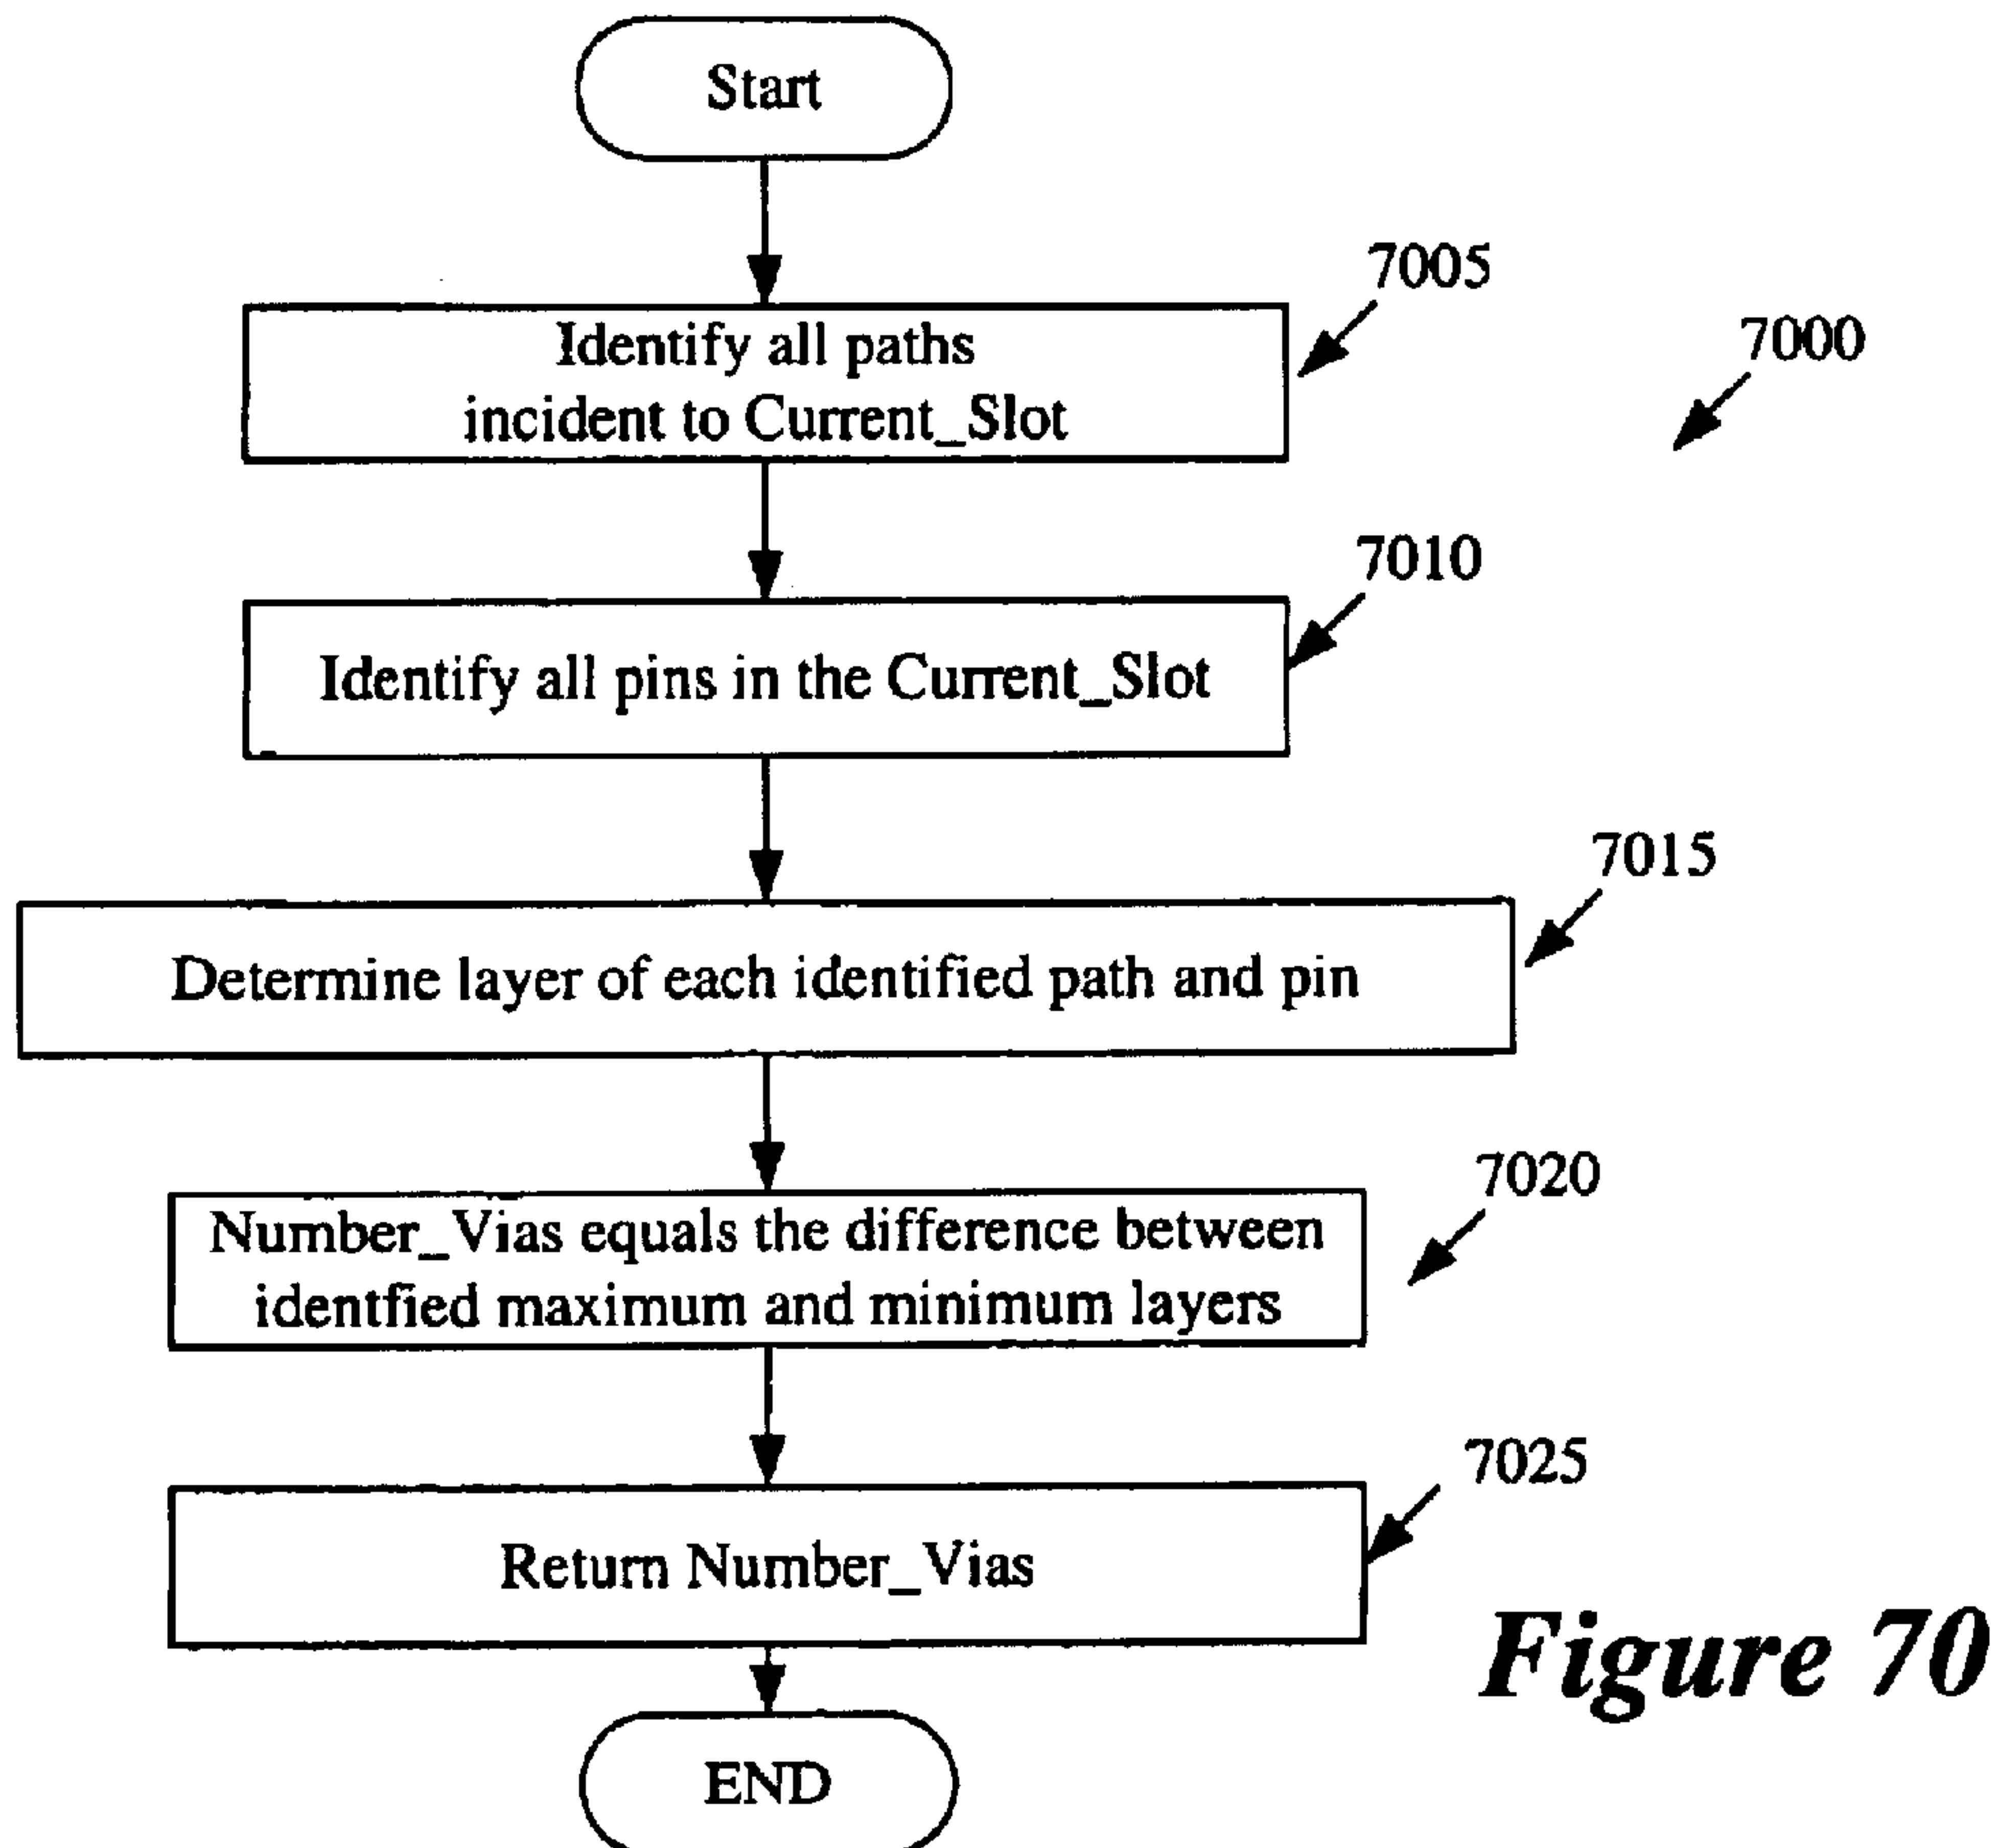 Start
7005
Identify all paths
incident to Current_Slot
7000
7010
Identify all pins in the Current_Slot
7015
Determine layer of each identified path and pin
7020
Number_Vias equals the difference between
identfied maximum and minimum layers
7025
Return Number_Vias
Figure 70
END